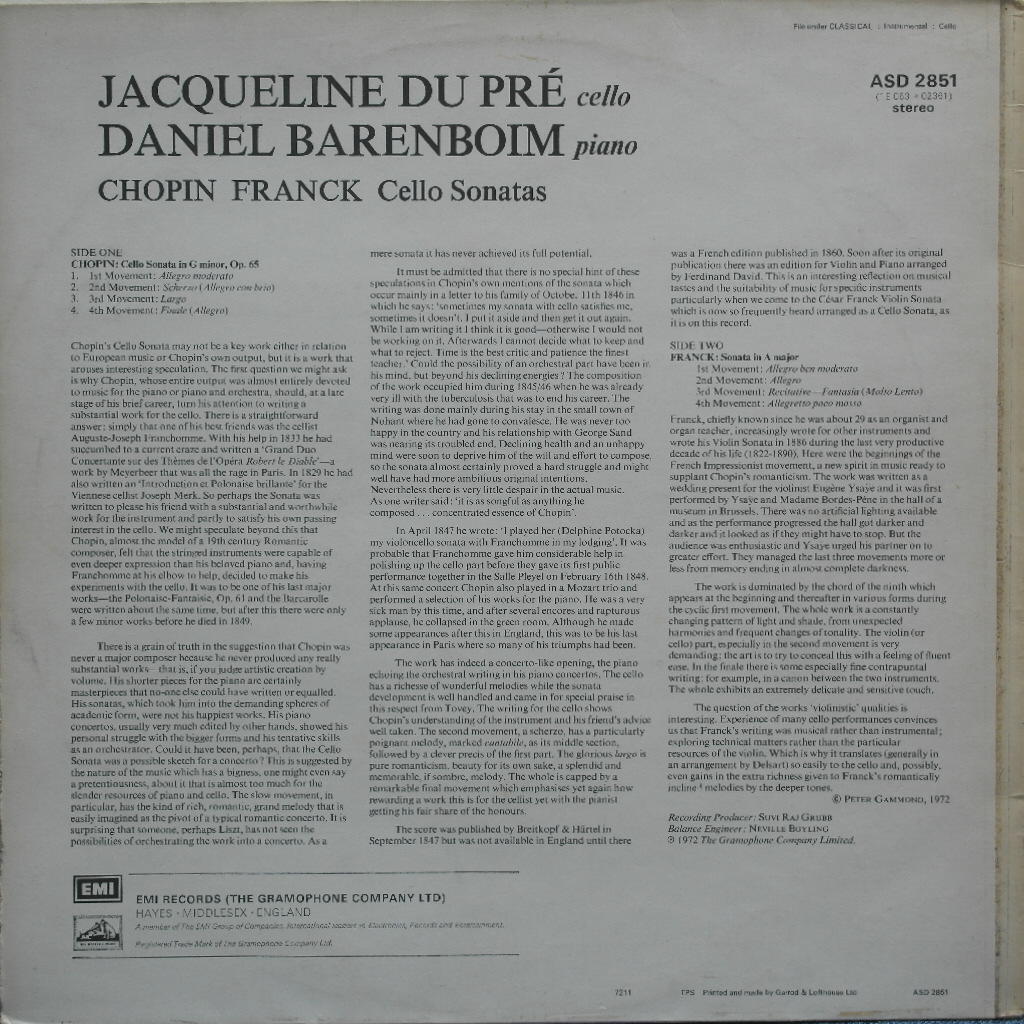 File under CLASSICAL : Instrumental : Cello
JACQUELINE DU PRÉ cello
DANIEL BARENBOIM piano
CHOPIN FRANCK Cello Sonatas
ASD 2851
(1E 063 · 02361)
stereo
SIDE ONE
CHOPIN: Cello Sonata in G minor, Op. 65
1. 1st Movement: Allegro moderato
2. 2nd Movement: Scherzo (Allegro con brio)
3. 3rd Movement: Largo
4. 4th Movement: Finale (Allegro)
Chopin's Cello Sonata may not be a key work either in relation
to European music or Chopin's own output, but it is a work that
arouses interesting speculation. The first question we might ask
is why Chopin, whose entire output was almost entirely devoted
to music for the piano or piano and orchestra, should, at a late
stage of his brief career, turn his attention to writing a
substantial work for the cello. There is a straightforward
answer; simply that one of his best friends was the cellist
Auguste-Joseph Franchomme. With his help in 1833 he had
succumbed to a current craze and written a 'Grand Duo
Concertante sur des Thèmes de l'Opéra Robert le Diable'—a
work by Meyerbeer that was all the rage in Paris. In 1829 he had
also written an 'Introduction et Polonaise brillante' for the
Viennese cellist Joseph Merk. So perhaps the Sonata was
written to please his friend with a substantial and worthwhile
work for the instrument and partly to satisfy his own passing
interest in the cello. We might speculate beyond this that
Chopin, almost the model of a 19th century Romantic
composer, felt that the stringed instruments were capable of
even deeper expression than his beloved piano and, having
Franchomme at his elbow to help, decided to make his
experiments with the cello. It was to be one of his last major
works—the Polonaise-Fantaisie, Op. 61 and the Barcarolle
were written about the same time, but after this there were only
a few minor works before he died in 1849.
There is a grain of truth in the suggestion that Chopin was
never a major composer because he never produced any really
substantial works—that is, if you judge artistic creation by
volume. His shorter pieces for the piano are certainly
masterpieces that no-one else could have written or equalled.
His sonatas, which took him into the demanding spheres of
academic form, were not his happiest works. His piano
concertos, usually very much edited by other hands, showed his
personal struggle with the bigger forms and his tentative skills
as an orchestrator. Could it have been, perhaps, that the Cello
Sonata was a possible sketch for a concerto? This is suggested by
the nature of the music which has a bigness, one might even say
a pretentiousness, about it that is almost too much for the
slender resources of piano and cello. The slow movement, in
particular, has the kind of rich, romantic, grand melody that is
easily imagined as the pivot of a typical romantic concerto. It is
surprising that someone, perhaps Liszt, has not seen the
possibilities of orchestrating the work into a concerto. As a
mere sonata it has never achieved its full potential.
It must be admitted that there is no special hint of these
speculations in Chopin's own mentions of the sonata which
occur mainly in a letter to his family of October 11th 1846 in
which he says: 'sometimes my sonata with cello satisfies me,
sometimes it doesn't. I put it aside and then get it out again.
While I am writing it I think it is good—otherwise I would not
be working on it. Afterwards I cannot decide what to keep and
what to reject. Time is the best critic and patience the finest
teacher.' Could the possibility of an orchestral part have been in
his mind, but beyond his declining energies? The composition
of the work occupied him during 1845/46 when he was already
very ill with the tuberculosis that was to end his career. The
writing was done mainly during his stay in the small town of
Nohant where he had gone to convalesce. He was never too
happy in the country and his relationship with George Sand
was nearing its troubled end. Declining health and an unhappy
mind were soon to deprive him of the will and effort to compose,
so the sonata almost certainly proved a hard struggle and might
well have had more ambitious original intentions.
Nevertheless there is very little despair in the actual music.
As one writer said: 'it is as songful as anything he
composed . . . concentrated essence of Chopin'.
In April 1847 he wrote: 'I played her (Delphine Potocka)
my violoncello sonata with Franchomme in my lodging'. It was
probable that Franchomme gave him considerable help in
polishing up the cello part before they gave its first public
performance together in the Salle Pleyel on February 16th 1848.
At this same concert Chopin also played in a Mozart trio and
performed a selection of his works for the piano. He was a very
sick man by this time, and after several encores and rapturous
applause, he collapsed in the green room. Although he made
some appearances after this in England, this was to be his last
appearance in Paris where so many of his triumphs had been.
The work has indeed a concerto-like opening, the piano
echoing the orchestral writing in his piano concertos. The cello
has a richesse of wonderful melodies while the sonata
development is well handled and came in for special praise in
this respect from Tovey. The writing for the cello shows
Chopin's understanding of the instrument and his friend's advice
well taken. The second movement, a scherzo, has a particularly
poignant melody, marked cantabile, as its middle section,
followed by a clever precis of the first part. The glorious largo is
pure romanticism, beauty for its own sake, a splendid and
memorable, if sombre, melody. The whole is capped by a
remarkable final movement which emphasises yet again how
rewarding a work this is for the cellist yet with the pianist
getting his fair share of the honours.
The score was published by Breitkopf & Härtel in
September 1847 but was not available in England until there
was a French edition published in 1860. Soon after its original
publication there was an edition for Violin and Piano arranged
by Ferdinand David. This is an interesting reflection on musical
tastes and the suitability of music for specific instruments
particularly when we come to the César Franck Violin Sonata
which is now so frequently heard arranged as a Cello Sonata, as
it is on this record.
SIDE TWO
FRANCK: Sonata in A major
1st Movement: Allegro ben moderato
2nd Movement: Allegro
3rd Movement: Recitative—Fantasia (Molto Lento)
4th Movement: Allegretto poco mosso
Franck, chiefly known since he was about 29 as an organist and
organ teacher, increasingly wrote for other instruments and
wrote his Violin Sonata in 1886 during the last very productive
decade of his life (1822-1890). Here were the beginnings of the
French Impressionist movement, a new spirit in music ready to
supplant Chopin's romanticism. The work was written as a
wedding present for the violinist Eugène Ysaÿe and it was first
performed by Ysaÿe and Madame Bordes-Pène in the hall of a
museum in Brussels. There was no artificial lighting available
and as the performance progressed the hall got darker and
darker and it looked as if they might have to stop. But the
audience was enthusiastic and Ysaÿe urged his partner on to
greater effort. They managed the last three movements more or
less from memory ending in almost complete darkness.
The work is dominated by the chord of the ninth which
appears at the beginning and thereafter in various forms during
the cyclic first movement. The whole work is a constantly
changing pattern of light and shade, from unexpected
harmonies and frequent changes of tonality. The violin (or
cello) part, especially in the second movement is very
demanding; the art is to try to conceal this with a feeling of fluent
ease. In the finale there is some especially fine contrapuntal
writing; for example, in a canon between the two instruments.
The whole exhibits an extremely delicate and sensitive touch.
The question of the works 'violinistic' qualities is
interesting. Experience of many cello performances convinces
us that Franck's writing was musical rather than instrumental;
exploring technical matters rather than the particular
resources of the violin. Which is why it translates (generally in
an arrangement by Delsart) so easily to the cello and, possibly,
even gains in the extra richness given to Franck's romantically
inclined melodies by the deeper tones.
© PETER GAMMOND, 1972
Recording Producer: SUVI RAJ GRUBB
Balance Engineer: NEVILLE BOYLING
℗ 1972 The Gramophone Company Limited.
EMI
EMI RECORDS (THE GRAMOPHONE COMPANY LTD)
HAYES · MIDDLESEX · ENGLAND
A member of The EMI Group of Companies. International leaders in Electronics, Records and Entertainment.
HIS MASTER'S VOICE
Registered Trade Mark of The Gramophone Company Ltd.
7211 TPS Printed and made by Garrod & Lofthouse Ltd ASD 2851